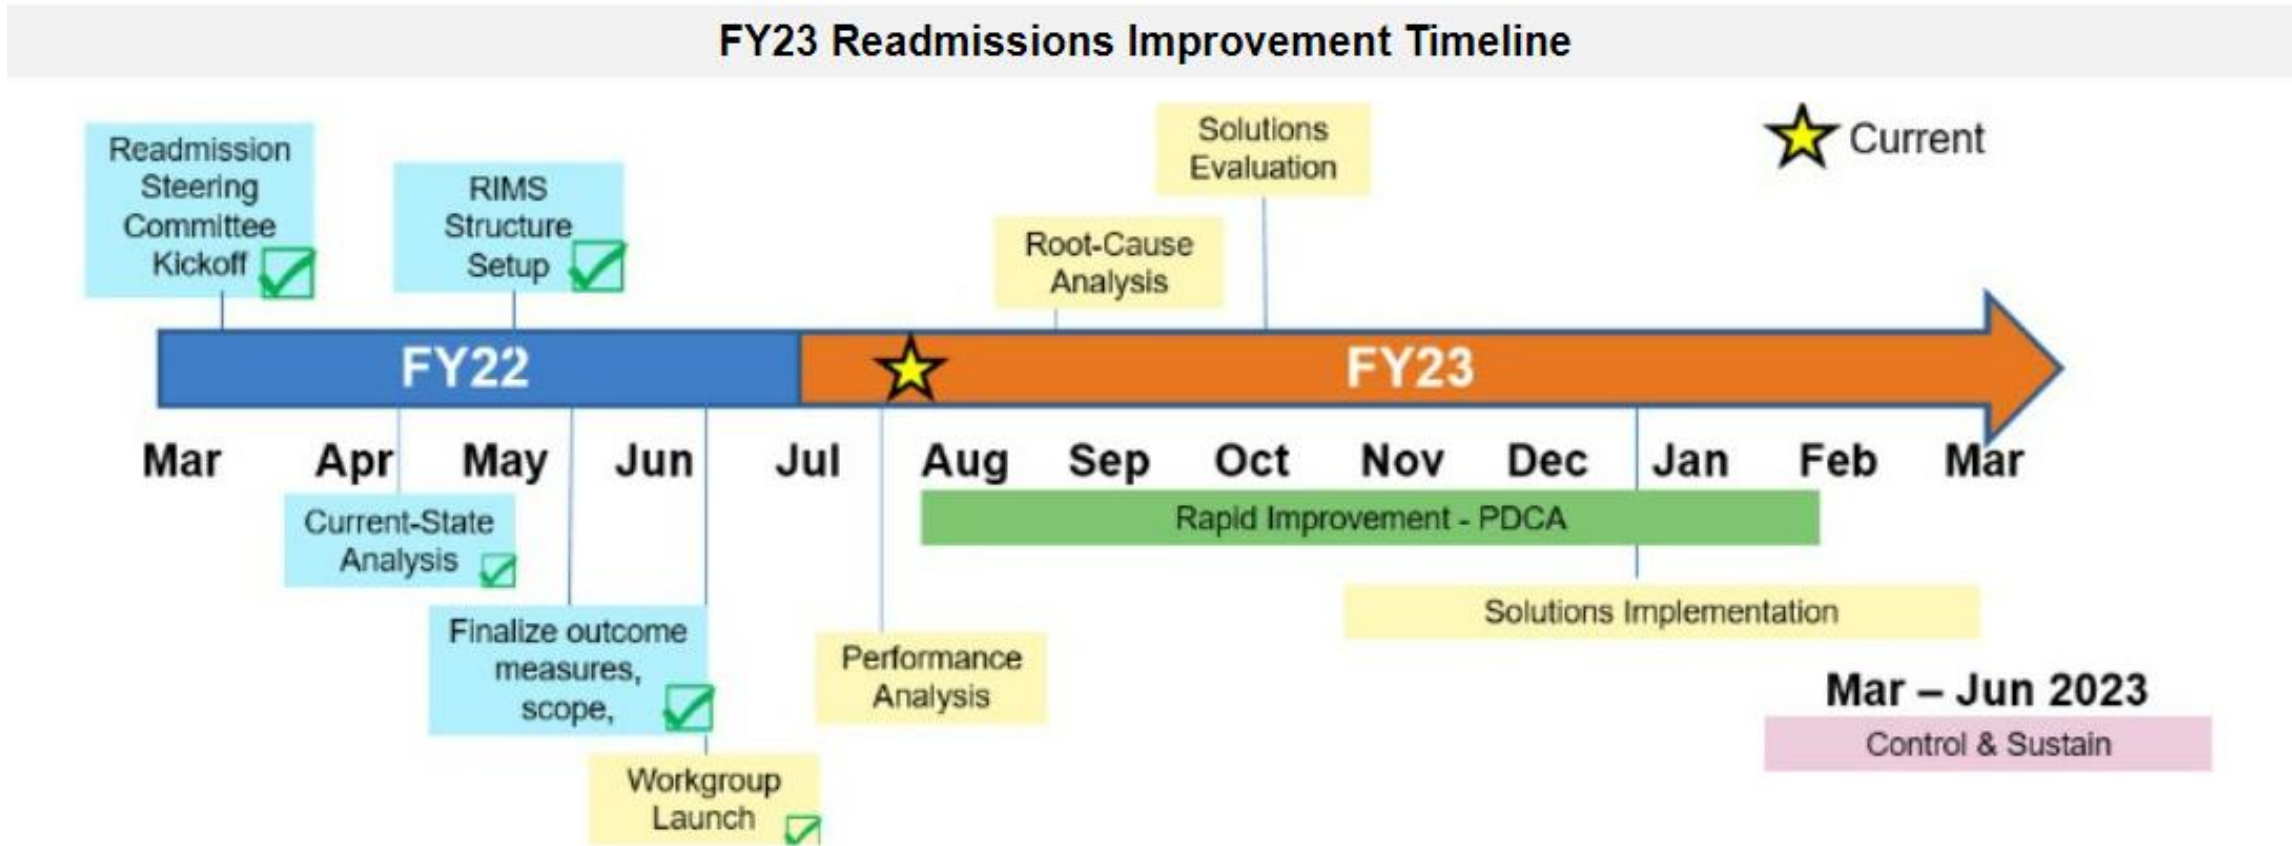 FY23 Readmissions Improvement Timeline
Readmission
Steering
Committee
Kickoff
RIMS
Structure
Setup
Root-Cause
Analysis
Solutions
Evaluation
Current
FY22
FY23
Mar Apr May Jun Jul Aug Sep Oct Nov Dec Jan Feb Mar
Current-State
Analysis
Rapid Improvement - PDCA
Finalize outcome
measures,
scope,
Workgroup
Launch
Performance
Analysis
Solutions Implementation
Mar – Jun 2023
Control & Sustain